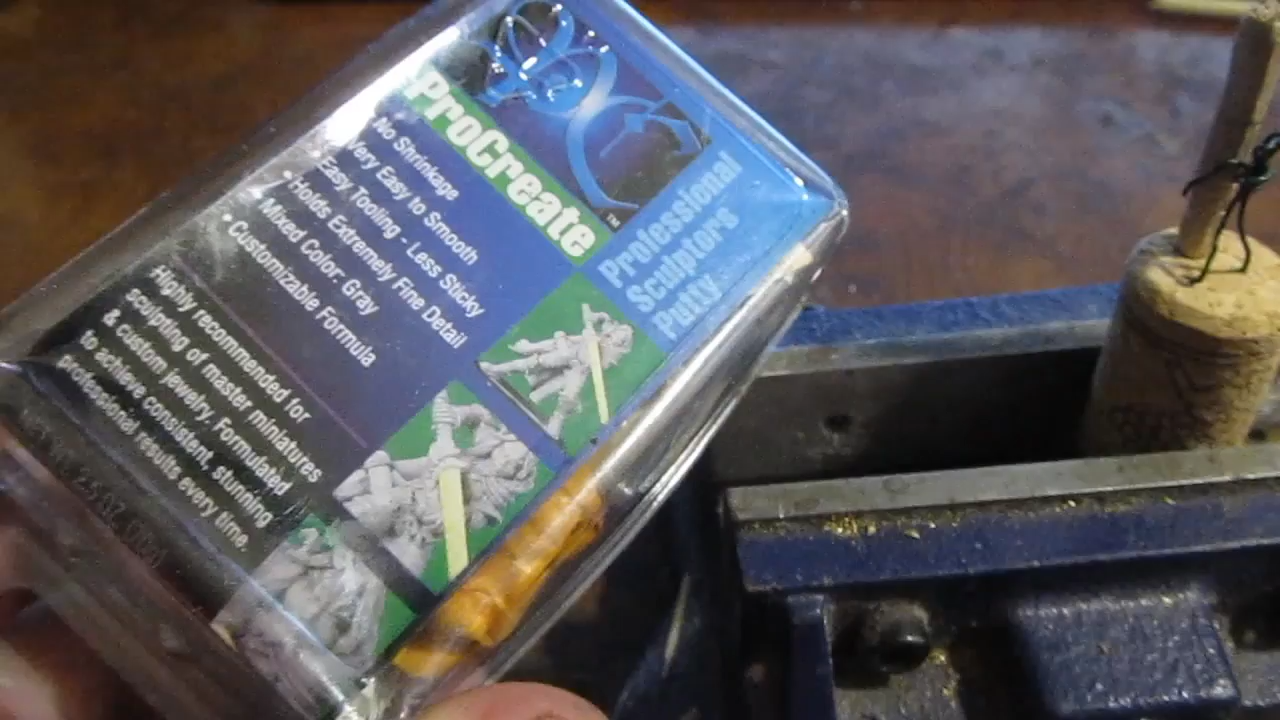 ProCreate
TM
Professional
Sculptors
Putty
• No Shrinkage
• Very Easy to Smooth
• Easy Tooling - Less Sticky
• Holds Extremely Fine Detail
• Mixed Color: Gray
• Customizable Formula
Highly recommended for
sculpting of master miniatures
& custom jewelry. Formulated
to achieve consistent, stunning
professional results every time.